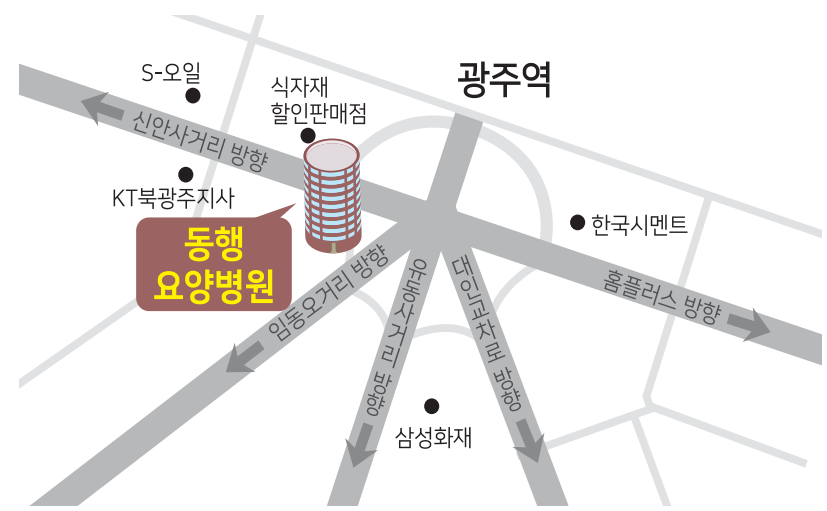 광주역
S-오일
식자재
할인판매점
신안사거리 방향
KT북광주지사
동행
요양병원
한국시멘트
홈플러스 방향
임동오거리 방향
유동사거리 방향
대인교차로 방향
삼성화재